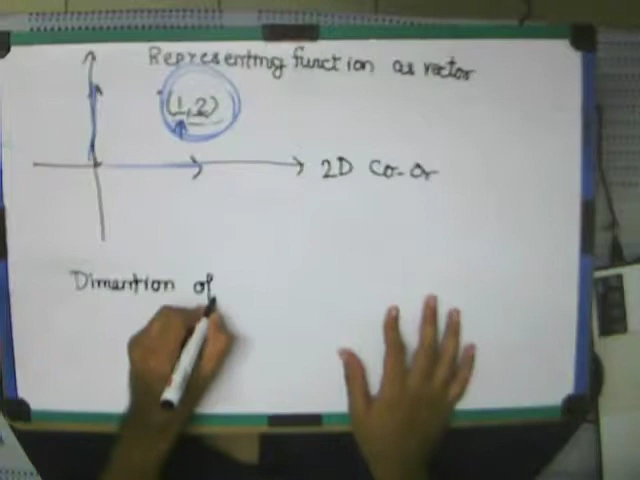 Representing function as vector
(1,2)
2D Co-or
Dimention of